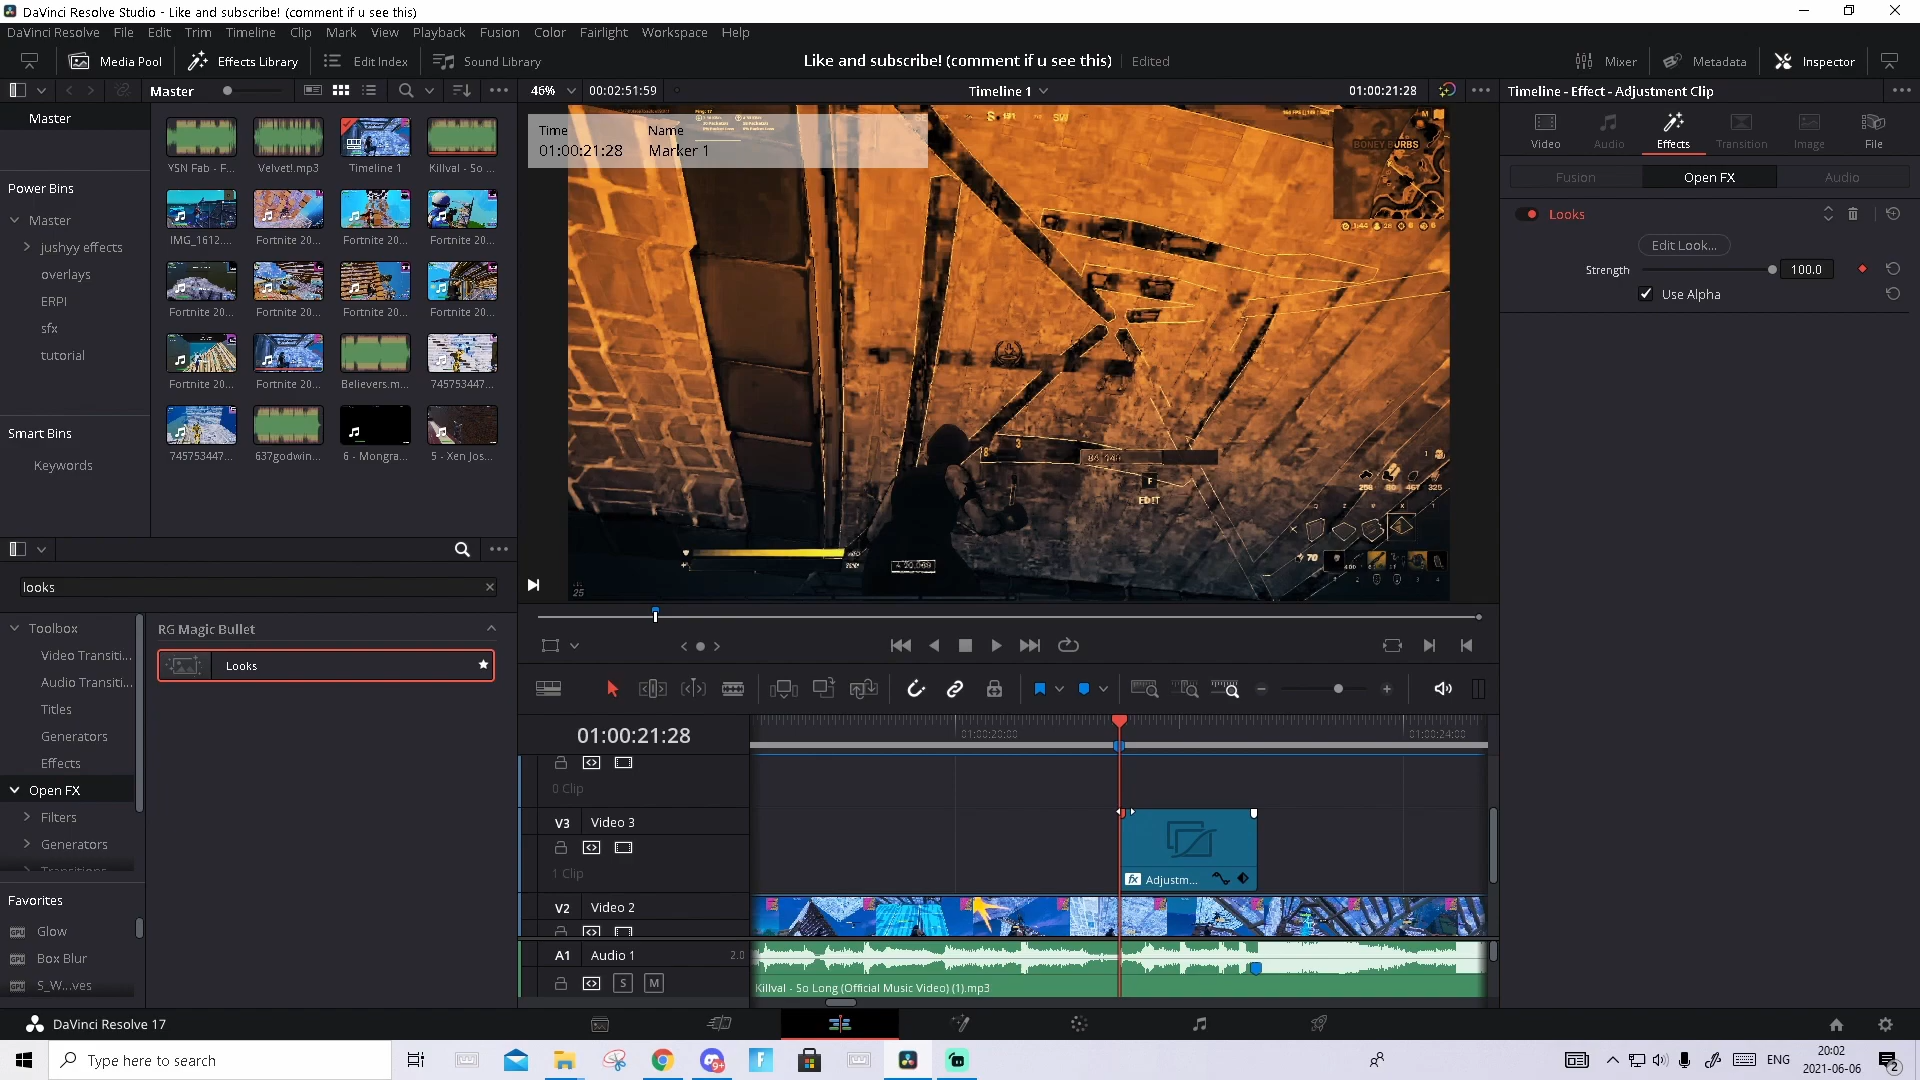 DaVinci Resolve Studio - Like and subscribe! (comment if u see this)
DaVinci Resolve File Edit Trim Timeline Clip Mark View Playback Fusion Color Fairlight Workspace Help
Media Pool Effects Library Edit Index Sound Library
Like and subscribe! (comment if u see this) Edited
Mixer Metadata Inspector
Master
46% 00:02:51:59 Timeline 1 01:00:21:28
Timeline - Effect - Adjustment Clip
Master
Power Bins
Master
jushyy effects
overlays
ERPI
sfx
tutorial
Smart Bins
Keywords
YSN Fab - F... Velvet!.mp3 Timeline 1 Killval - So ...
IMG_1612.... Fortnite 20... Fortnite 20... Fortnite 20...
Fortnite 20... Fortnite 20... Fortnite 20... Fortnite 20...
Fortnite 20... Fortnite 20... Believers.m... 745753447...
745753447... 637godwin... 6 - Mongra... 5 - Xen Jos...
Time Name
01:00:21:28 Marker 1
BONEY BURBS
F
EDIT
25
Video Audio Effects Transition Image File
Fusion Open FX Audio
Looks
Edit Look...
Strength 100.0
Use Alpha
looks
Toolbox
Video Transiti...
Audio Transiti...
Titles
Generators
Effects
Open FX
Filters
Generators
Favorites
Glow
Box Blur
S_W...ves
RG Magic Bullet
Looks
01:00:21:28
01:00:20:00 01:00:24:00
0 Clip
V3 Video 3
1 Clip
fx Adjustm...
V2 Video 2
A1 Audio 1 2.0
S M
Killval - So Long (Official Music Video) (1).mp3
DaVinci Resolve 17
Type here to search
ENG
20:02
2021-06-06
2